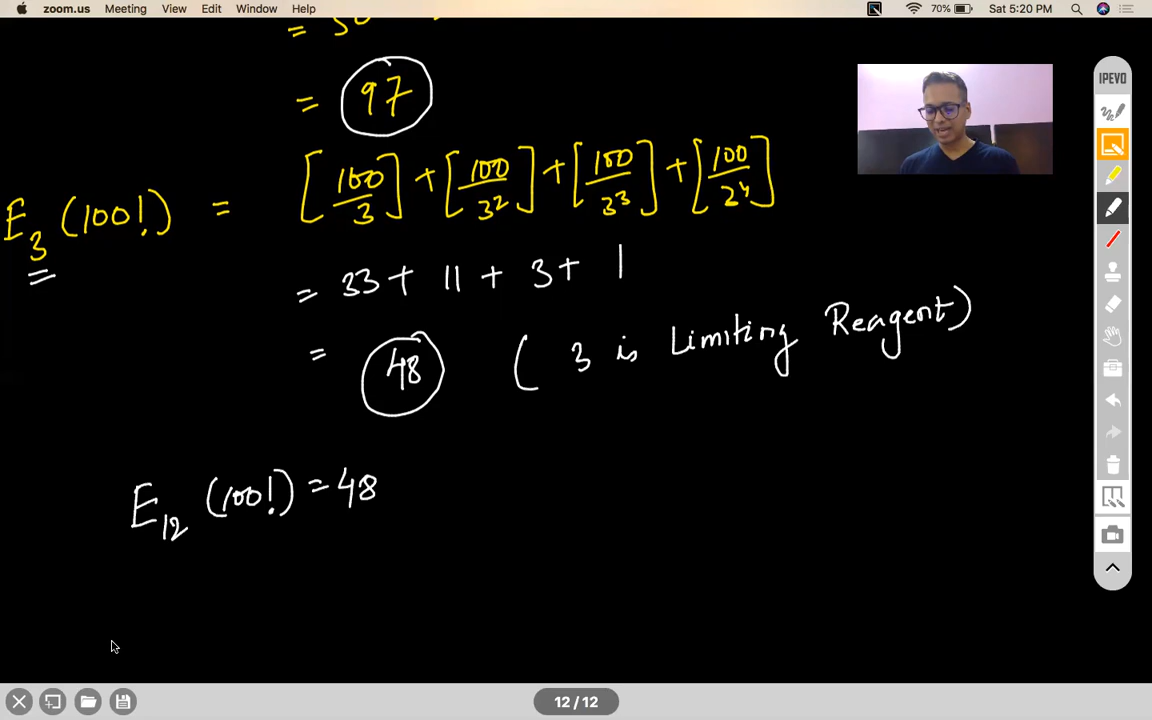 zoom.us Meeting View Edit Window Help 70% Sat 5:20 PM
= 97
IPEVO
E₃ (100!) = [100/3] + [100/3²] + [100/3³] + [100/2⁴]
= 33 + 11 + 3 + 1
= 48 ( 3 is Limiting Reagent)
E₁₂ (100!) = 48
12 / 12